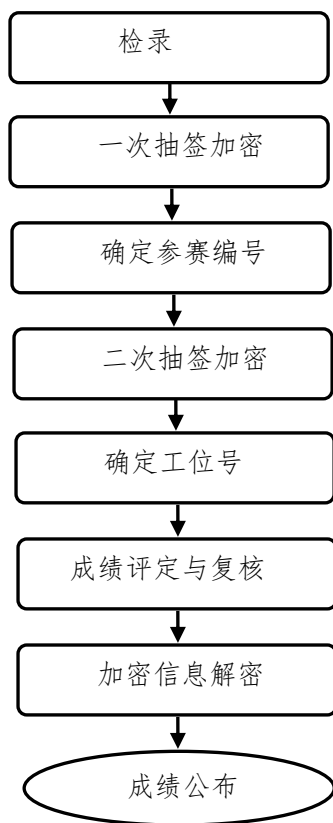 检录
一次抽签加密
确定参赛编号
二次抽签加密
确定工位号
成绩评定与复核
加密信息解密
成绩公布